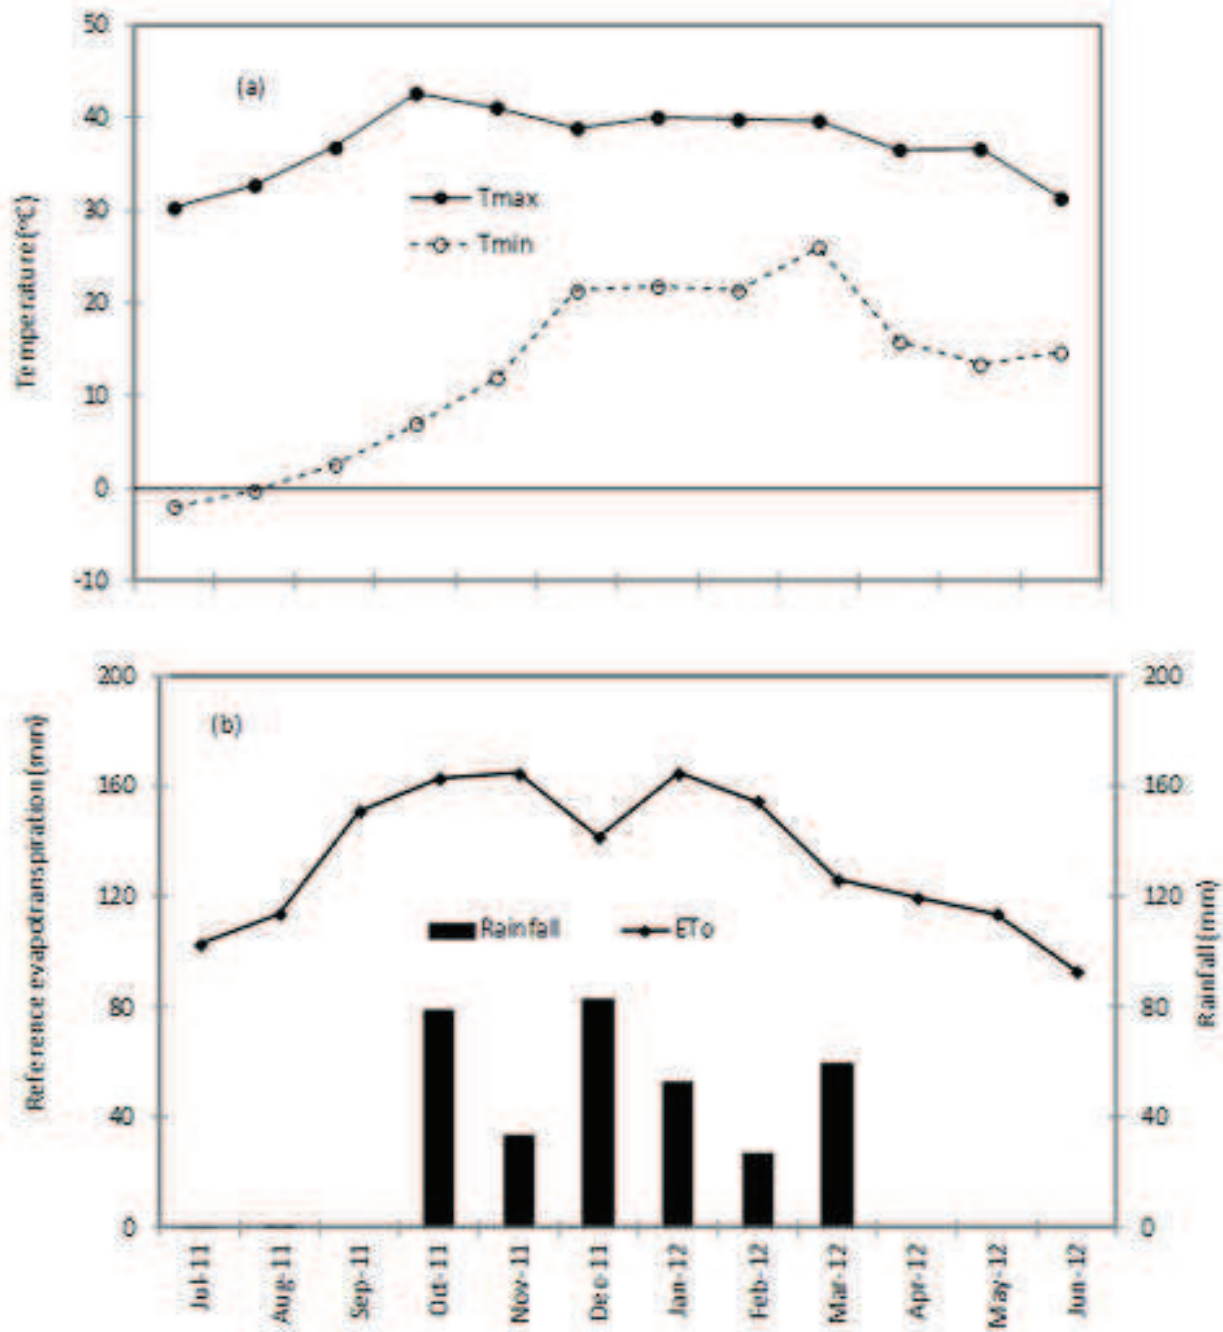 50
(a)
40
Tmax
30
Tmin
20
10
0
-10
Temperature (ºC)
200 200
(b)
160 160
120 120
Rainfall ETo
80 80
40 40
0 0
Reference evapotranspiration (mm)
Rainfall (mm)
Jul-11
Aug-11
Sep-11
Oct-11
Nov-11
Dec-11
Jan-12
Feb-12
Mar-12
Apr-12
May-12
Jun-12